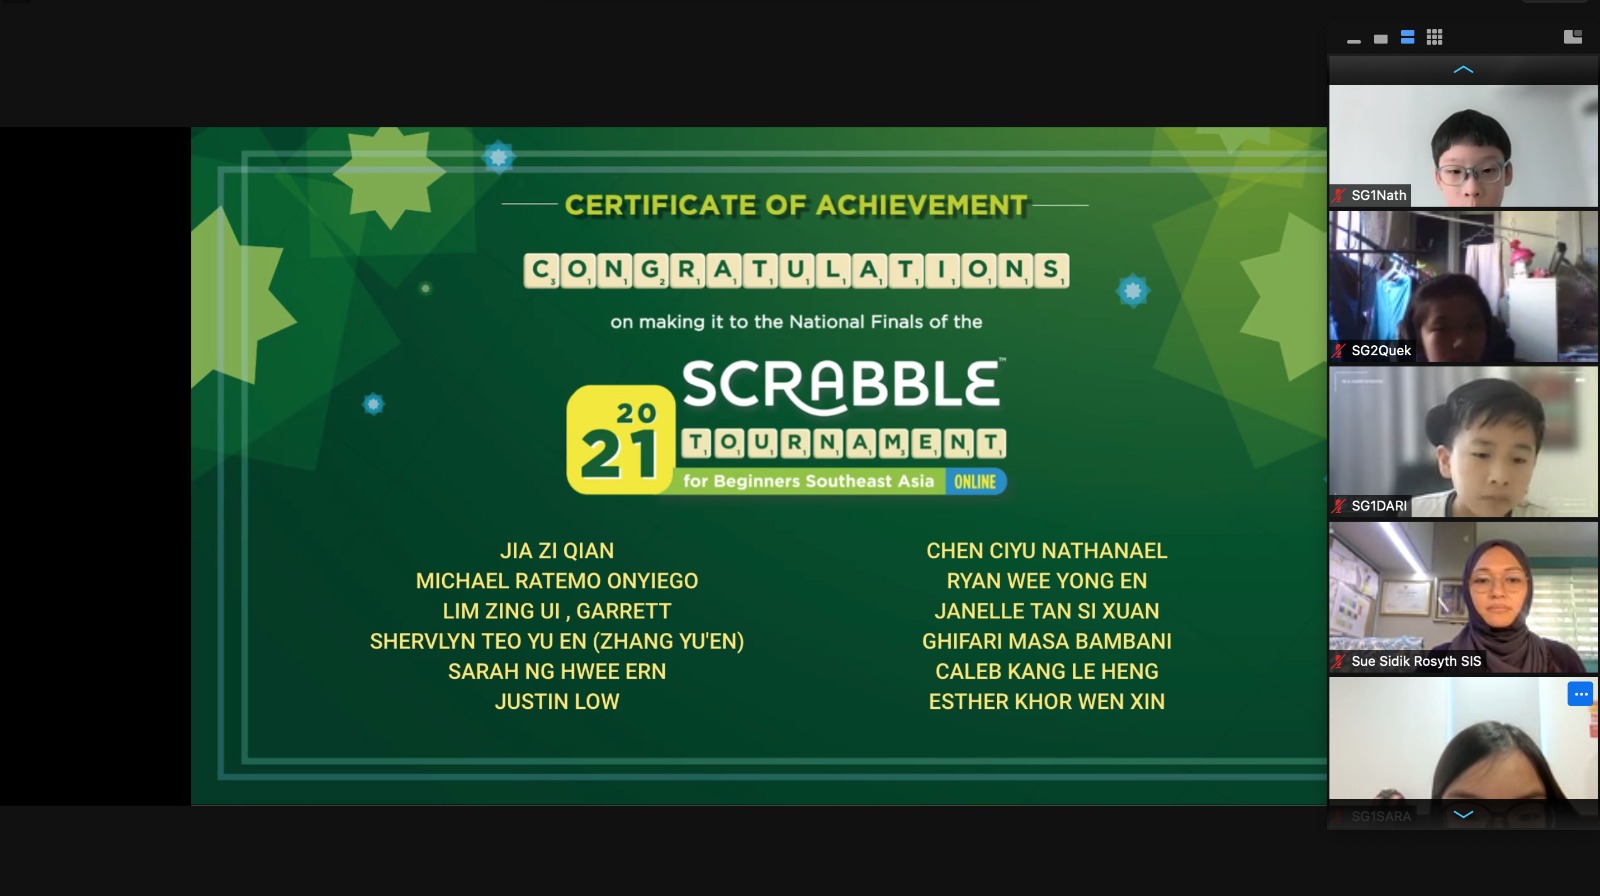 CERTIFICATE OF ACHIEVEMENT
CONGRATULATIONS
on making it to the National Finals of the
SCRABBLE™
2021
TOURNAMENT
for Beginners Southeast Asia ONLINE
JIA ZI QIAN
MICHAEL RATEMO ONYIEGO
LIM ZING UI , GARRETT
SHERVLYN TEO YU EN (ZHANG YU'EN)
SARAH NG HWEE ERN
JUSTIN LOW
CHEN CIYU NATHANAEL
RYAN WEE YONG EN
JANELLE TAN SI XUAN
GHIFARI MASA BAMBANI
CALEB KANG LE HENG
ESTHER KHOR WEN XIN
SG1Nath
SG2Quek
SG1DARI
Sue Sidik Rosyth SIS
SG1SARA